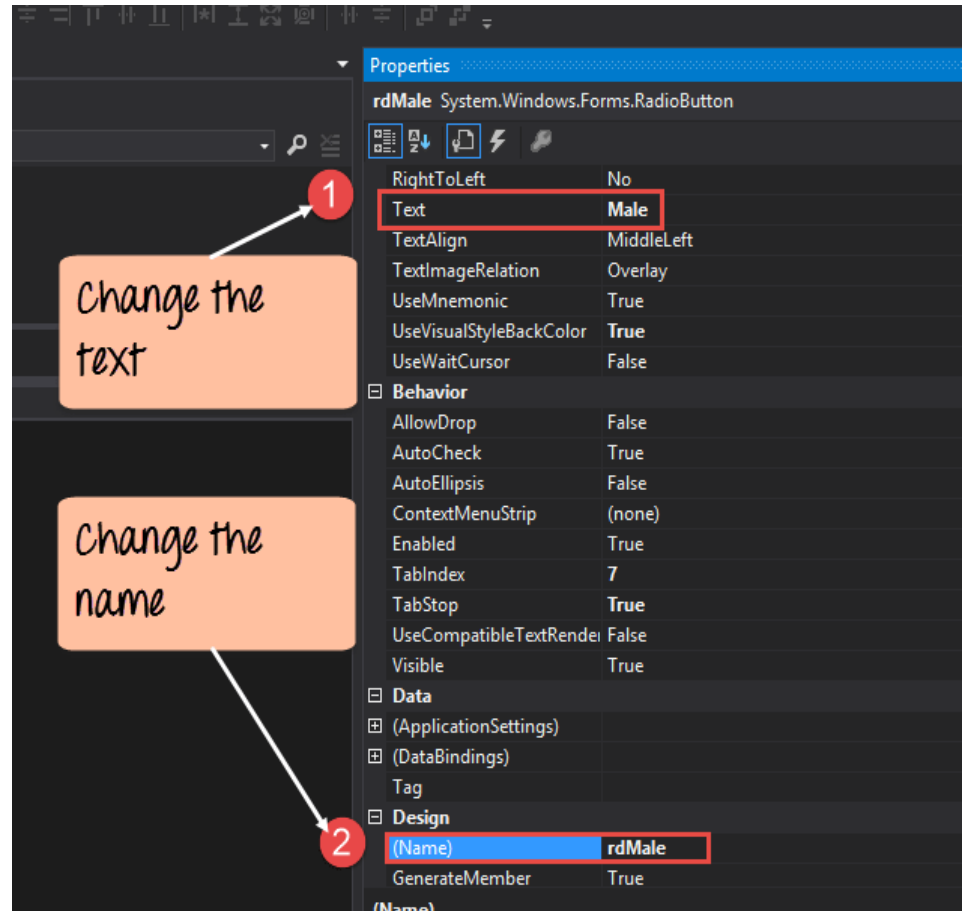 Properties
rdMale System.Windows.Forms.RadioButton
RightToLeft No
1
Text Male
TextAlign MiddleLeft
Change the
text
TextImageRelation Overlay
UseMnemonic True
UseVisualStyleBackColor True
UseWaitCursor False
Behavior
AllowDrop False
AutoCheck True
AutoEllipsis False
ContextMenuStrip (none)
Change the
name
Enabled True
TabIndex 7
TabStop True
UseCompatibleTextRender False
Visible True
Data
(ApplicationSettings)
(DataBindings)
Tag
Design
2
(Name) rdMale
GenerateMember True
(Name)